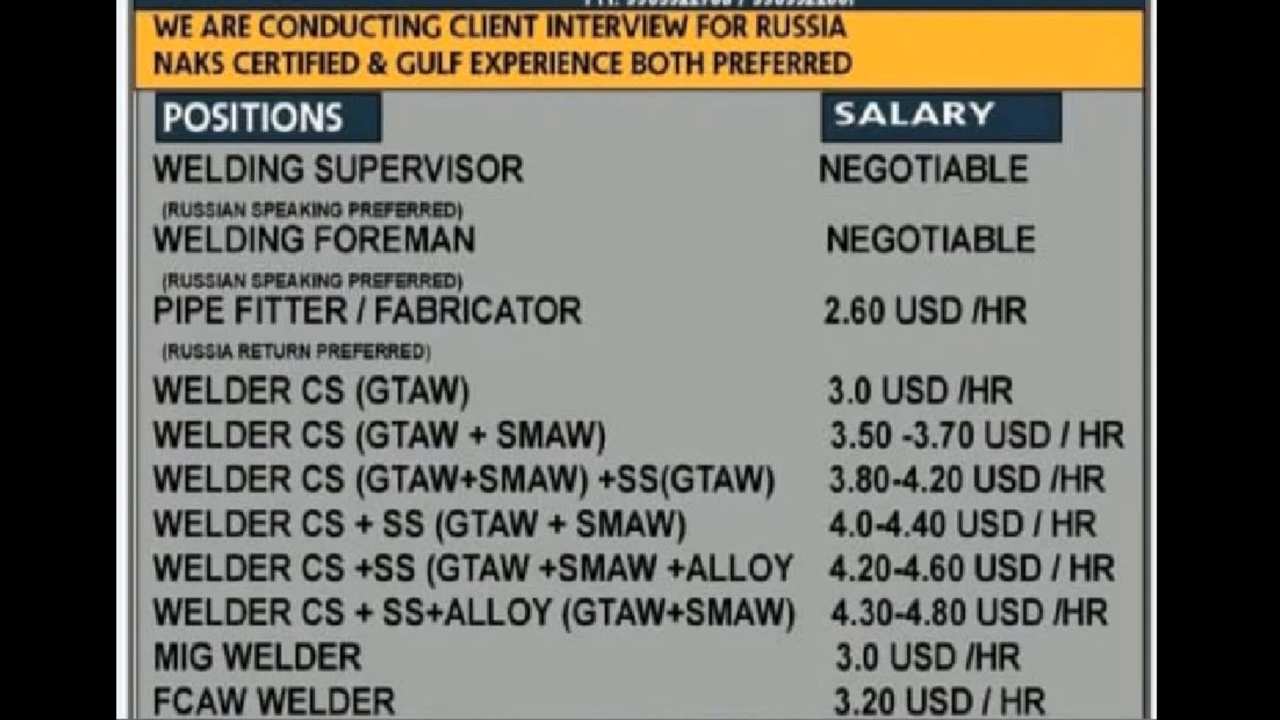 WE ARE CONDUCTING CLIENT INTERVIEW FOR RUSSIA
NAKS CERTIFIED & GULF EXPERIENCE BOTH PREFERRED
POSITIONS SALARY
WELDING SUPERVISOR NEGOTIABLE
(RUSSIAN SPEAKING PREFERRED)
WELDING FOREMAN NEGOTIABLE
(RUSSIAN SPEAKING PREFERRED)
PIPE FITTER / FABRICATOR 2.60 USD /HR
(RUSSIA RETURN PREFERRED)
WELDER CS (GTAW) 3.0 USD /HR
WELDER CS (GTAW + SMAW) 3.50 -3.70 USD / HR
WELDER CS (GTAW+SMAW) +SS(GTAW) 3.80-4.20 USD /HR
WELDER CS + SS (GTAW + SMAW) 4.0-4.40 USD / HR
WELDER CS +SS (GTAW +SMAW +ALLOY 4.20-4.60 USD / HR
WELDER CS + SS+ALLOY (GTAW+SMAW) 4.30-4.80 USD /HR
MIG WELDER 3.0 USD /HR
FCAW WELDER 3.20 USD / HR